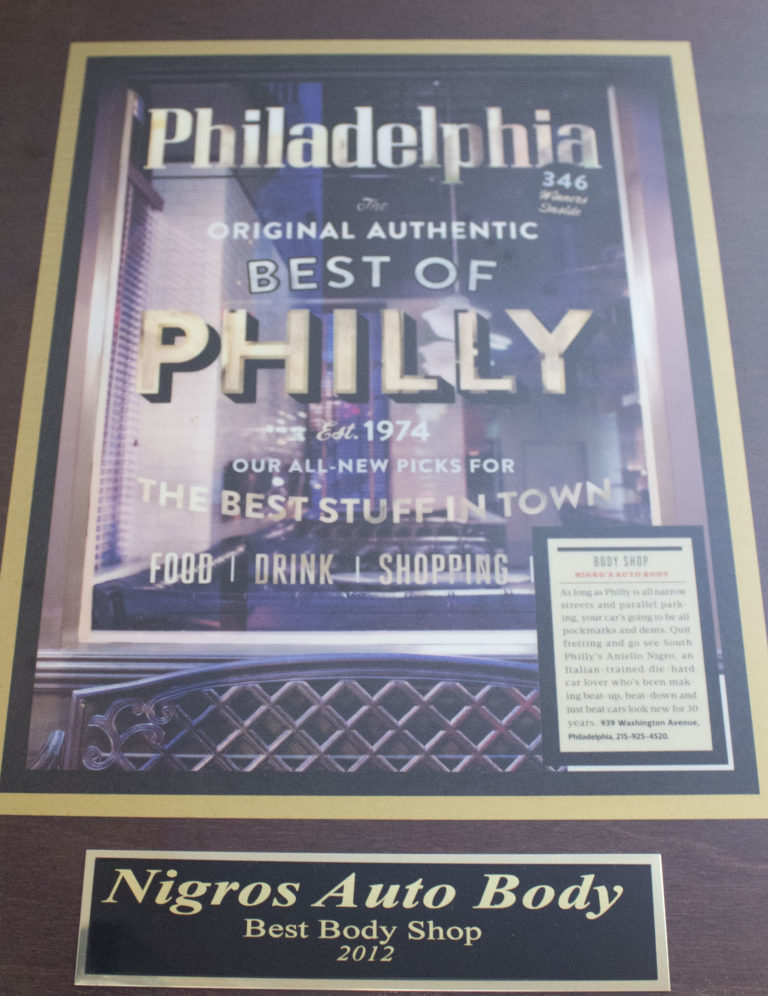 Philadelphia
346
Winners
Inside
The
ORIGINAL AUTHENTIC
BEST OF
PHILLY
Est. 1974
OUR ALL-NEW PICKS FOR
THE BEST STUFF IN TOWN
FOOD | DRINK | SHOPPING |
BODY SHOP
NIGRO'S AUTO BODY
As long as Philly is all narrow
streets and parallel park-
ing, your car's going to be all
pockmarks and dents. Quit
fretting and go see South
Philly's Aniello Nigro, an
Italian-trained die-hard
car lover who's been mak-
ing beat-up, beat-down and
just beat cars look new for 30
years. 939 Washington Avenue,
Philadelphia, 215-925-4520.
Nigros Auto Body
Best Body Shop
2012